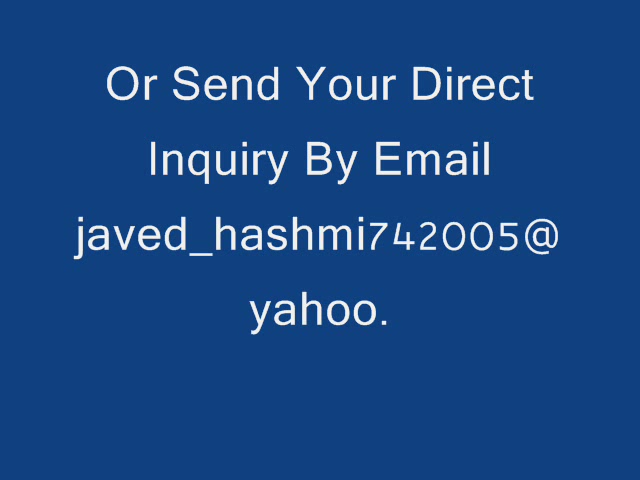 Or Send Your Direct
Inquiry By Email
javed_hashmi742005@
yahoo.